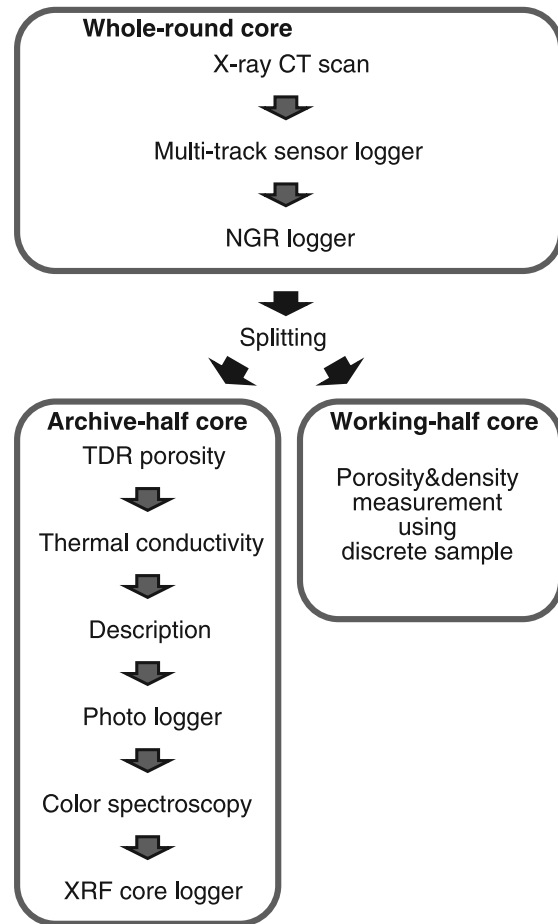 Whole-round core
X-ray CT scan
Multi-track sensor logger
NGR logger
Splitting
Archive-half core
TDR porosity
Thermal conductivity
Description
Photo logger
Color spectroscopy
XRF core logger
Working-half core
Porosity&density
measurement
using
discrete sample